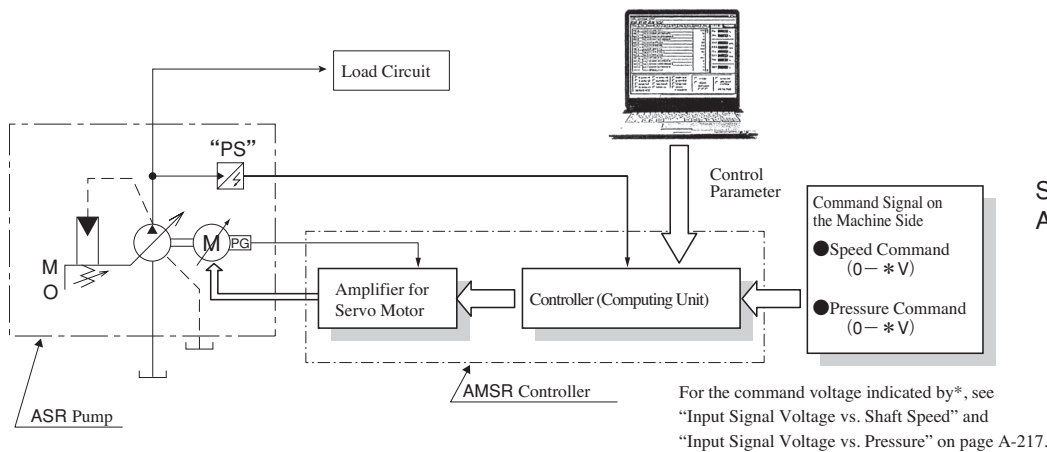 Load Circuit
“PS”
Control
Parameter
Command Signal on
the Machine Side
●Speed Command
(0－＊V)
●Pressure Command
(0－＊V)
S
A
M
O
M
PG
Amplifier for
Servo Motor
Controller (Computing Unit)
AMSR Controller
ASR Pump
For the command voltage indicated by*, see
“Input Signal Voltage vs. Shaft Speed” and
“Input Signal Voltage vs. Pressure” on page A-217.